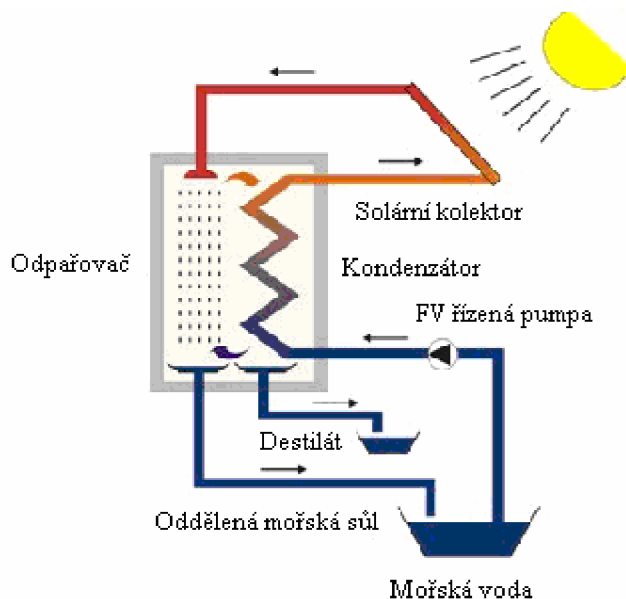 Solární kolektor
Odpařovač
Kondenzátor
FV řízená pumpa
Destilát
Oddělená mořská sůl
Mořská voda